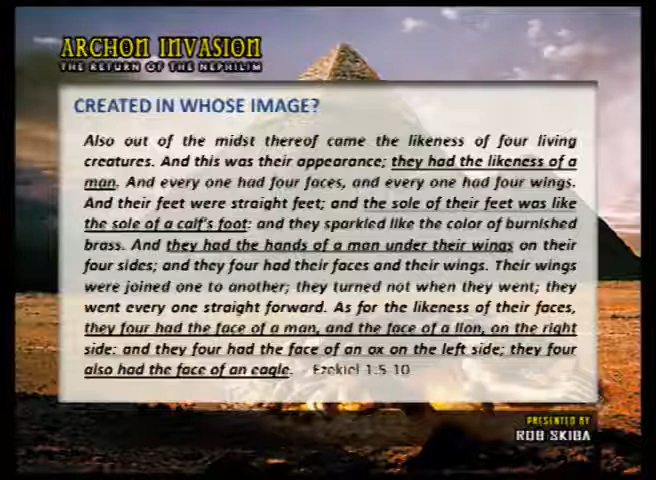 ARCHON INVASION
THE RETURN OF THE NEPHILIM
CREATED IN WHOSE IMAGE?
Also out of the midst thereof came the likeness of four living
creatures. And this was their appearance; they had the likeness of a
man. And every one had four faces, and every one had four wings.
And their feet were straight feet; and the sole of their feet was like
the sole of a calf's foot: and they sparkled like the color of burnished
brass. And they had the hands of a man under their wings on their
four sides; and they four had their faces and their wings. Their wings
were joined one to another; they turned not when they went; they
went every one straight forward. As for the likeness of their faces,
they four had the face of a man, and the face of a lion, on the right
side: and they four had the face of an ox on the left side; they four
also had the face of an eagle. - Ezekiel 1:5-10
PRESENTED BY
ROB SKIBA